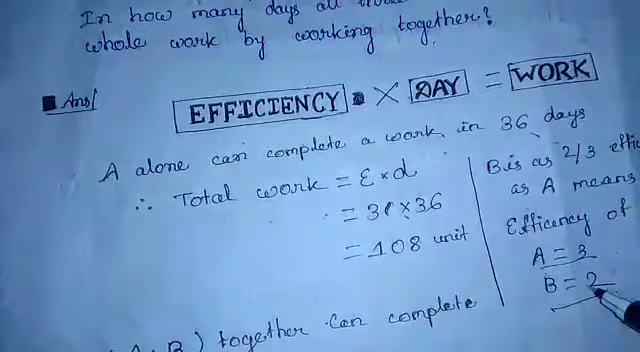 In how many days all
whole work by working together?
Ans/
EFFICIENCY × DAY = WORK
A alone can complete a work in 36 days
∴ Total work = E×d
= 3×36
= 108 unit
B is as 2/3 effic
as A means
Efficiency of
A = 3
B = 2
B) together can complete